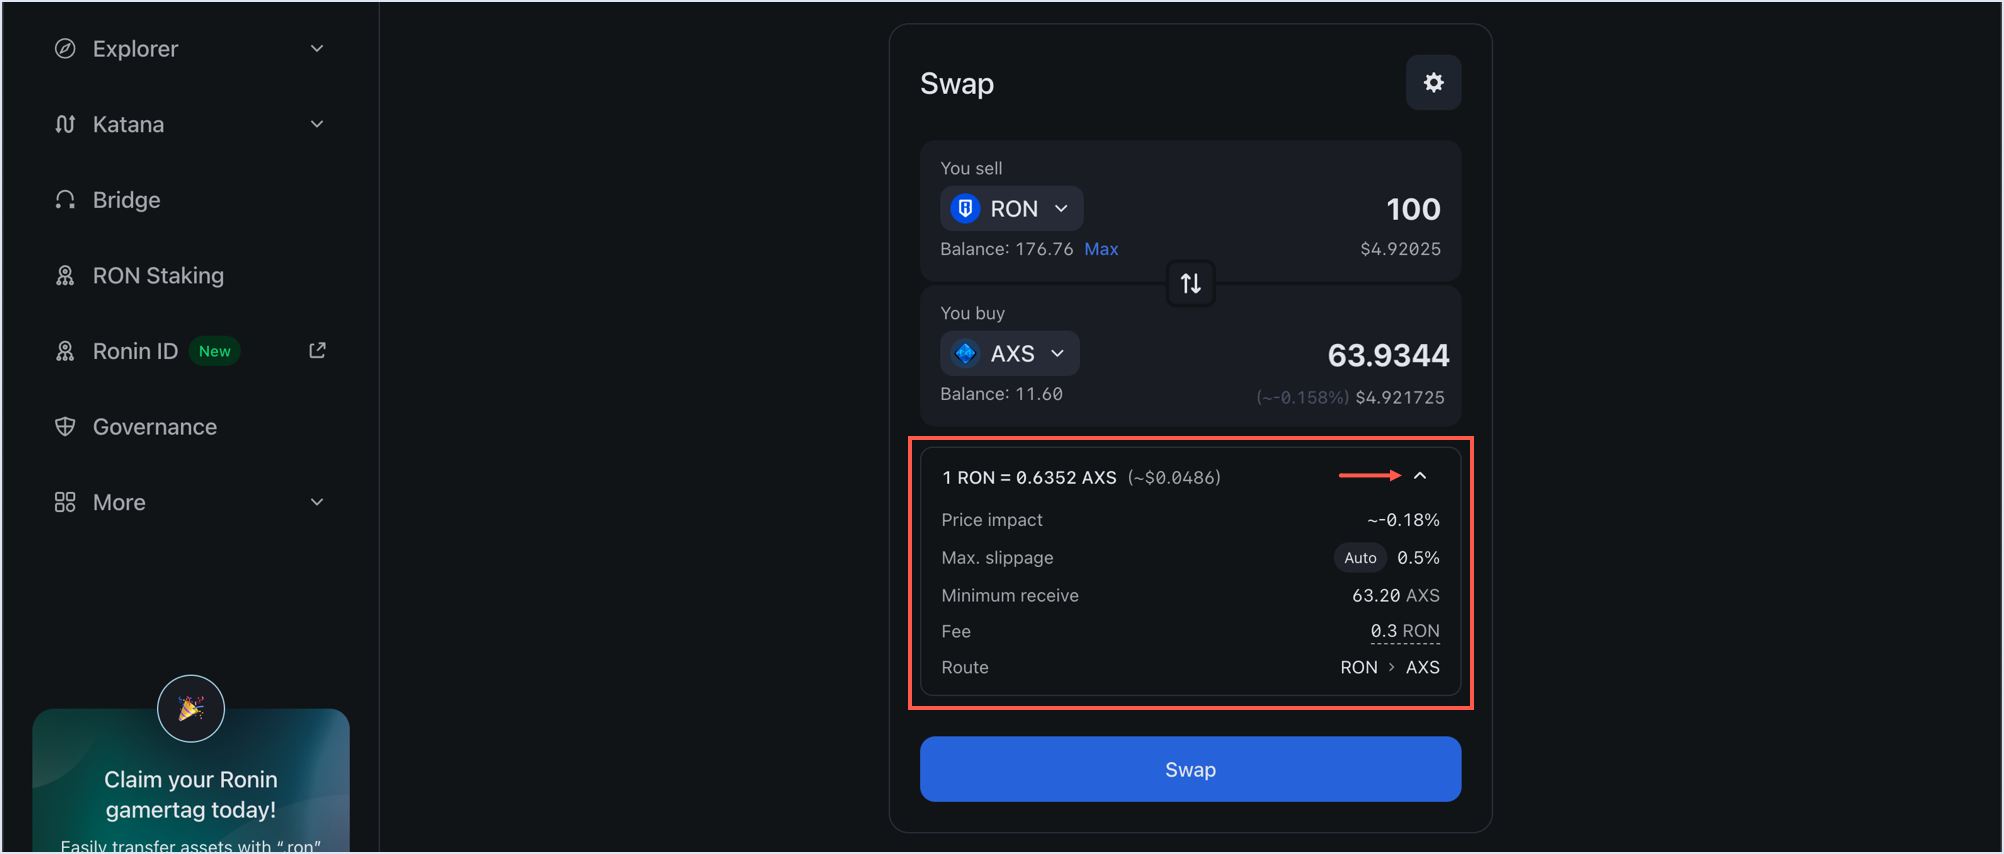 Explorer
Katana
Bridge
RON Staking
Ronin ID New
Governance
More
Claim your Ronin
gamertag today!
Easily transfer assets with “.ron”
Swap
You sell
RON 100
Balance: 176.76 Max $4.92025
You buy
AXS 63.9344
Balance: 11.60 (~-0.158%) $4.921725
1 RON = 0.6352 AXS (~$0.0486)
Price impact ~-0.18%
Max. slippage Auto 0.5%
Minimum receive 63.20 AXS
Fee 0.3 RON
Route RON > AXS
Swap